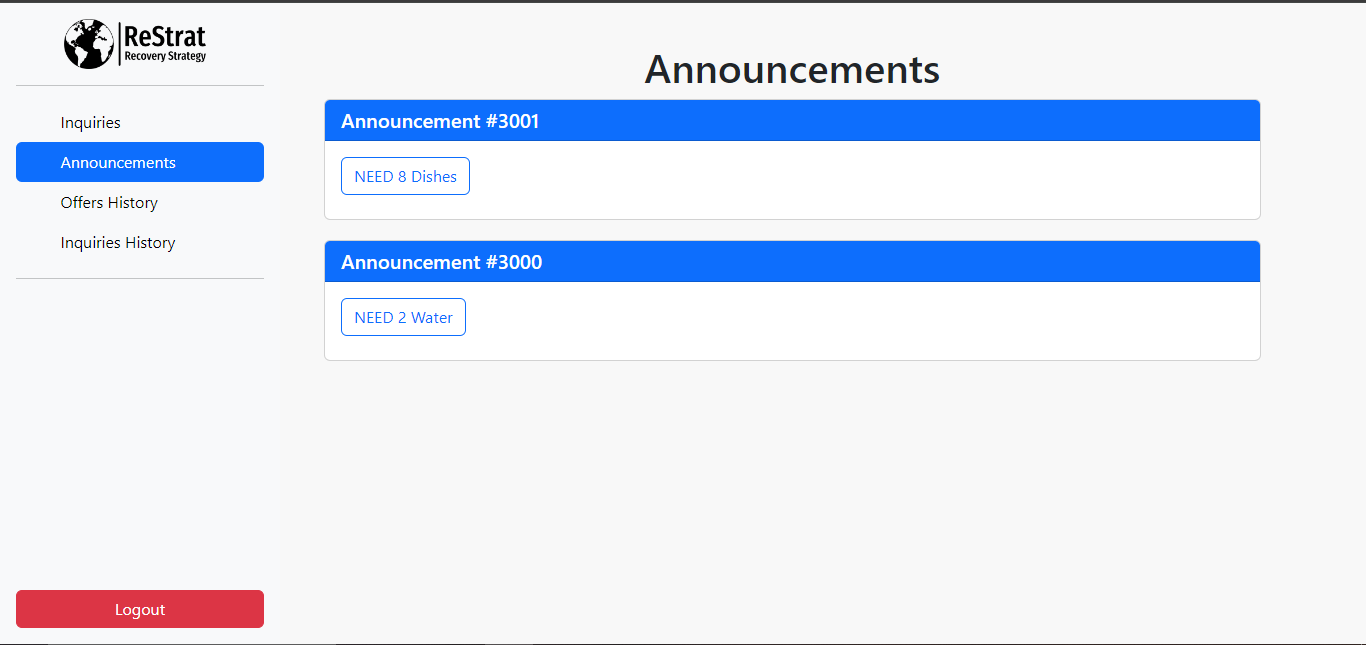 ReStrat
Recovery Strategy
Inquiries
Announcements
Offers History
Inquiries History
Logout
Announcements
Announcement #3001
NEED 8 Dishes
Announcement #3000
NEED 2 Water